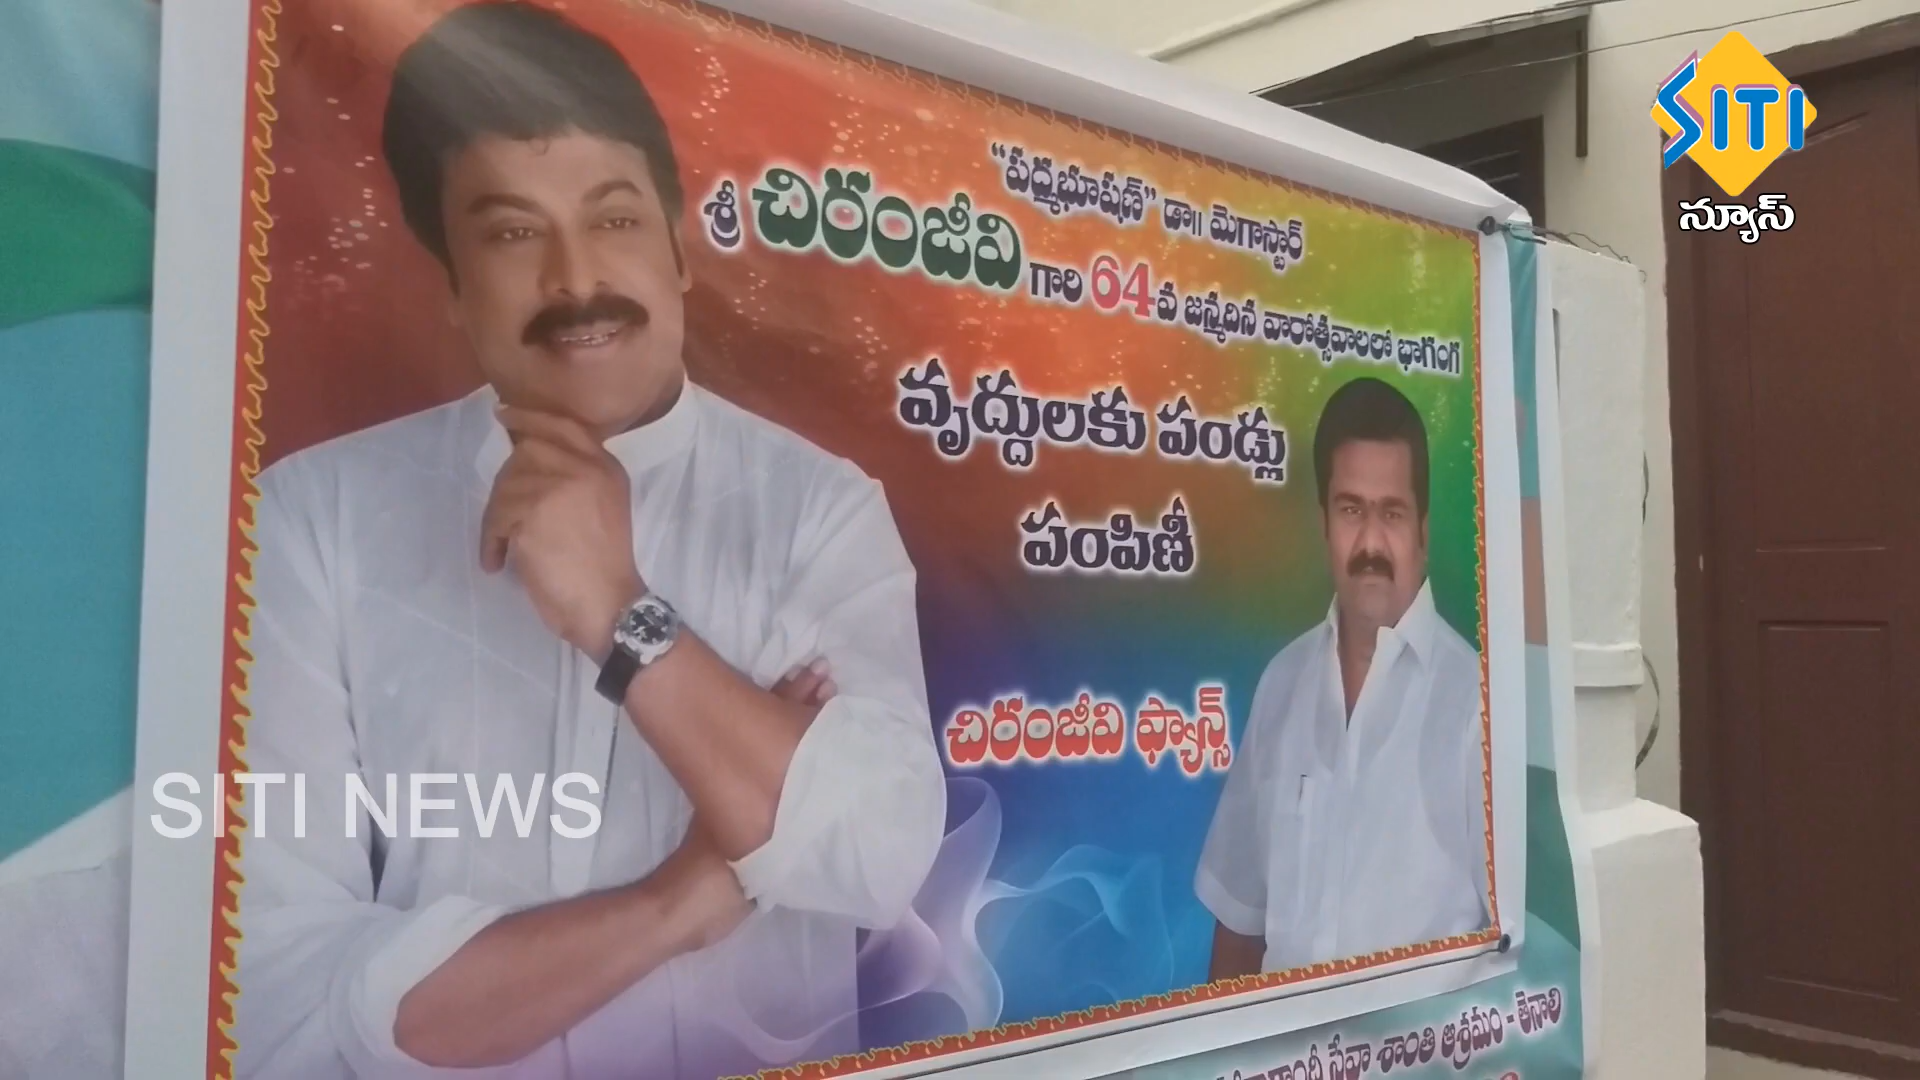 "పద్మభూషణ్" డా॥ మెగాస్టార్
శ్రీ చిరంజీవి గారి 64వ జన్మదిన వారోత్సవాలలో భాగంగ
వృద్దులకు పండ్లు
పంపిణీ
చిరంజీవి ఫ్యాన్స్
సేవా శాంతి ఆశ్రమం - తెనాలి
SITI
న్యూస్
SITI NEWS